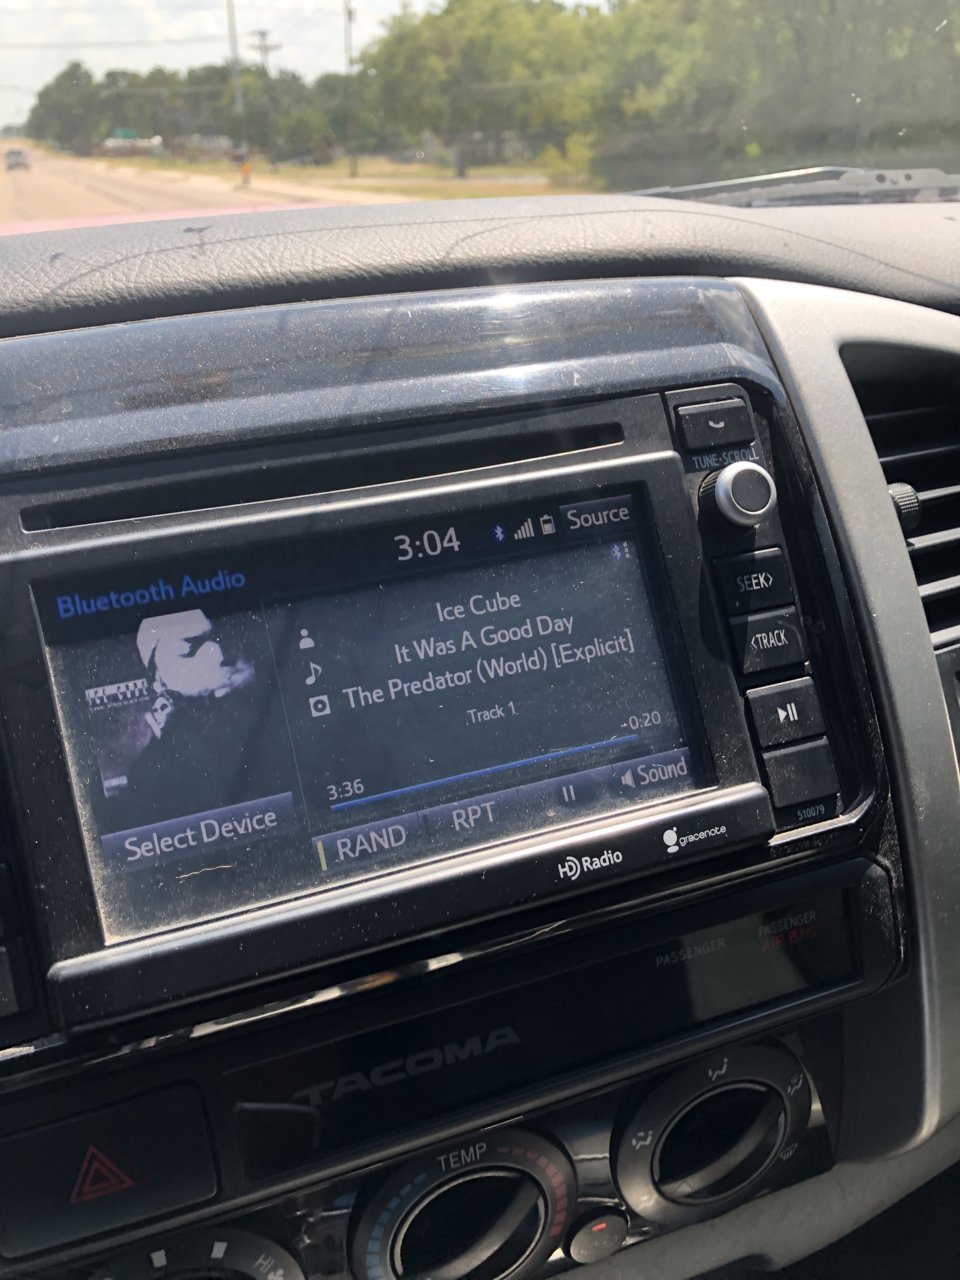 TUNE·SCROLL
3:04
Source
Bluetooth Audio
SEEK>
Ice Cube
It Was A Good Day
<TRACK
The Predator (World) [Explicit]
Track 1
-0:20
3:36
Sound
Select Device
RAND
RPT
510079
HD Radio
gracenote
PASSENGER
PASSENGER
AIR BAG
TACOMA
TEMP
HI